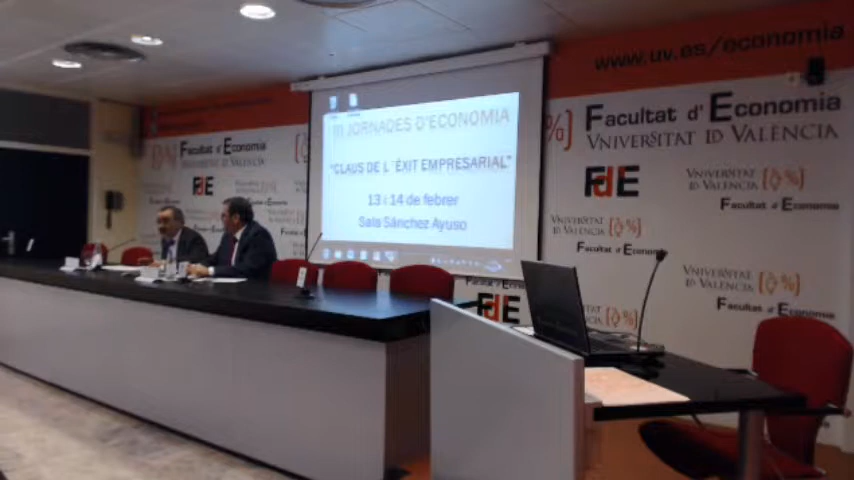 www.uv.es/economia
Facultat d'Economia
VNIVERSITAT ID VALÈNCIA
FdE
VNIVERSITAT
ID VALÈNCIA
Facultat d'Economia
VNIVERSITAT
ID VALÈNCIA
Facultat d'Economia
VNIVERSITAT
ID VALÈNCIA
Facultat d'Economia
FdE
III JORNADES D'ECONOMIA
"CLAUS DE L´ÈXIT EMPRESARIAL"
13 i 14 de febrer
Sala Sánchez Ayuso
Facultat d'Economia
FdE